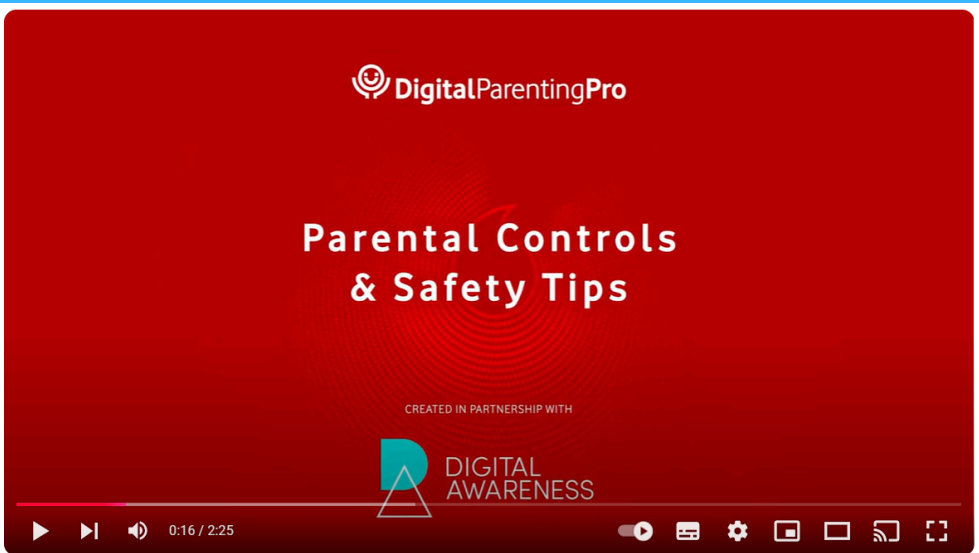 DigitalParentingPro
Parental Controls
& Safety Tips
CREATED IN PARTNERSHIP WITH
DIGITAL
AWARENESS
0:16 / 2:25